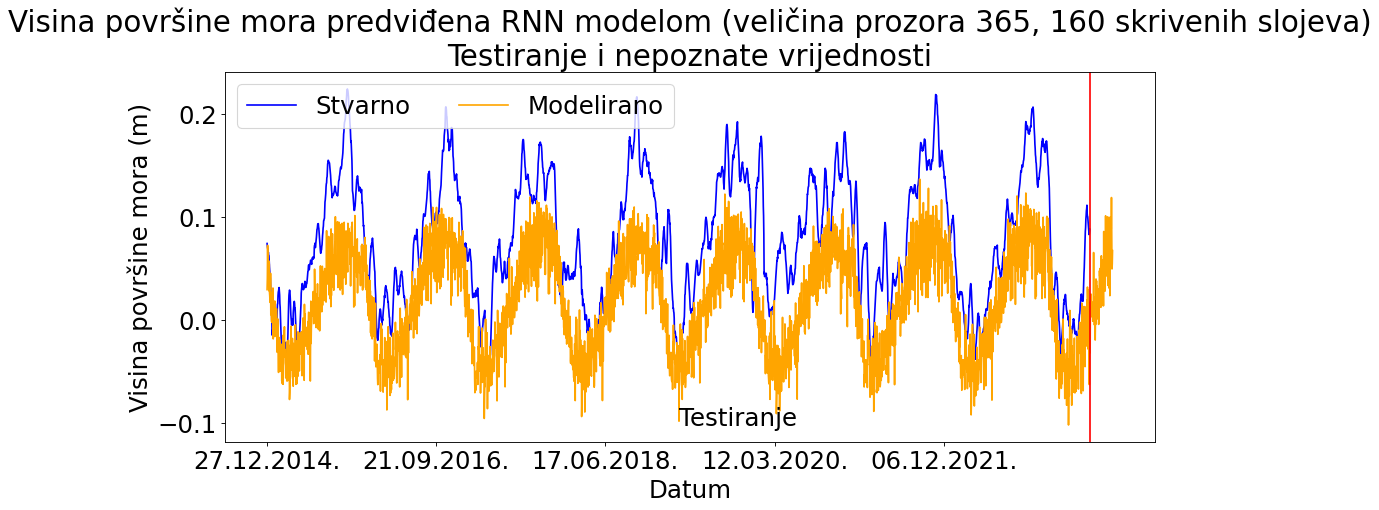 Visina površine mora predviđena RNN modelom (veličina prozora 365, 160 skrivenih slojeva)
Testiranje i nepoznate vrijednosti
Stvarno Modelirano
Visina površine mora (m)
0.2
0.1
0.0
−0.1
Testiranje
27.12.2014. 21.09.2016. 17.06.2018. 12.03.2020. 06.12.2021.
Datum